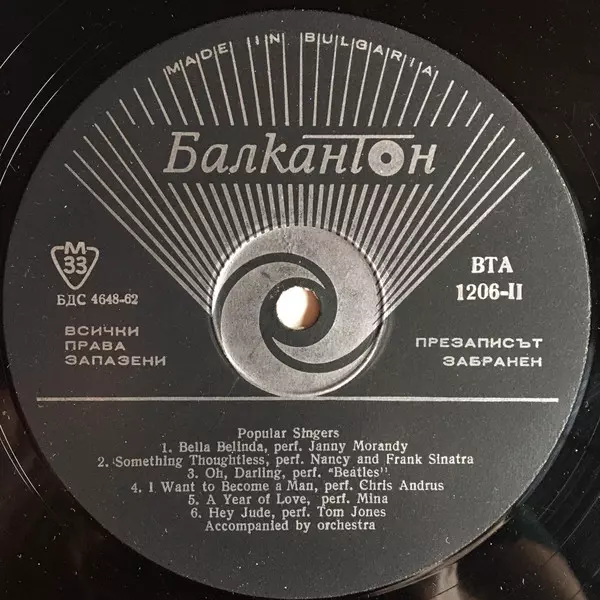 MADE IN BULGARIA
Балкантон
М
33
БДС 4648-62
ВСИЧКИ
ПРАВА
ЗАПАЗЕНИ
ВТА
1206-II
ПРЕЗАПИСЪТ
ЗАБРАНЕН
Popular Singers
1. Bella Belinda, perf. Janny Morandy
2. Something Thoughtless, perf. Nancy and Frank Sinatra
3. Oh, Darling, perf. "Beatles"
4. I Want to Become a Man, perf. Chris Andrus
5. A Year of Love, perf. Mina
6. Hey Jude, perf. Tom Jones
Accompanied by orchestra